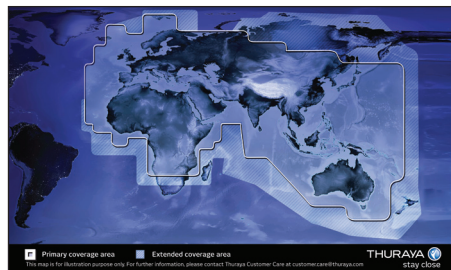 Primary coverage area
Extended coverage area
THURAYA
stay close
This map is for illustration purpose only. For further information, please contact Thuraya Customer Care at customer.care@thuraya.com